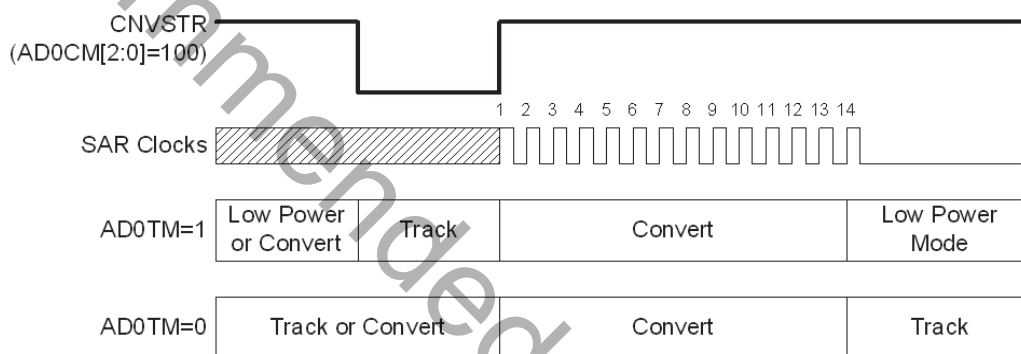 CNVSTR
(AD0CM[2:0]=100)
1 2 3 4 5 6 7 8 9 10 11 12 13 14
SAR Clocks
AD0TM=1
Low Power
or Convert
Track
Convert
Low Power
Mode
AD0TM=0
Track or Convert
Convert
Track